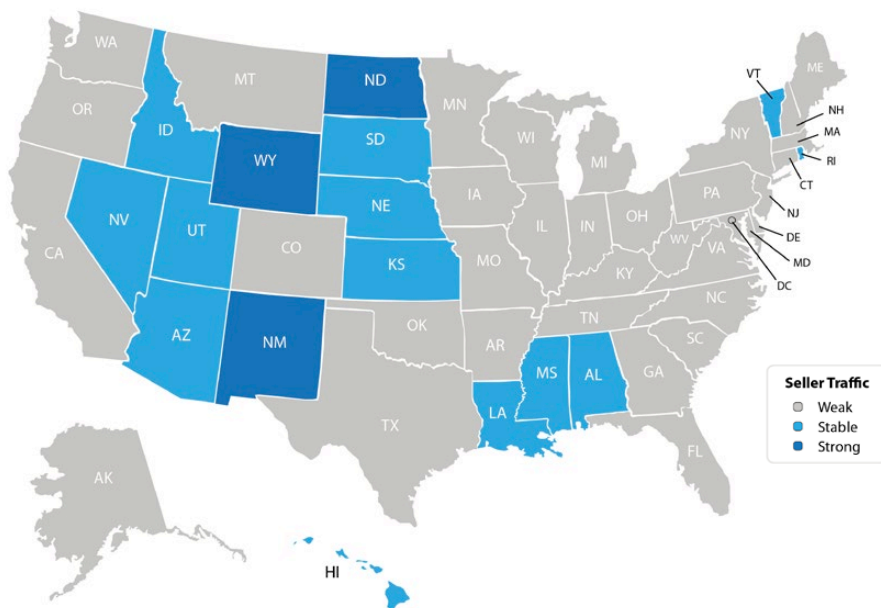 WA
MT
ND
MN
VT
ME
OR
ID
WY
SD
WI
MI
NY
NH
MA
RI
CT
NV
UT
CO
NE
IA
IL
IN
OH
PA
NJ
DE
MD
DC
CA
KS
MO
KY
WV
VA
AZ
NM
OK
AR
TN
NC
SC
TX
LA
MS
AL
GA
FL
AK
HI
Seller Traffic
Weak
Stable
Strong